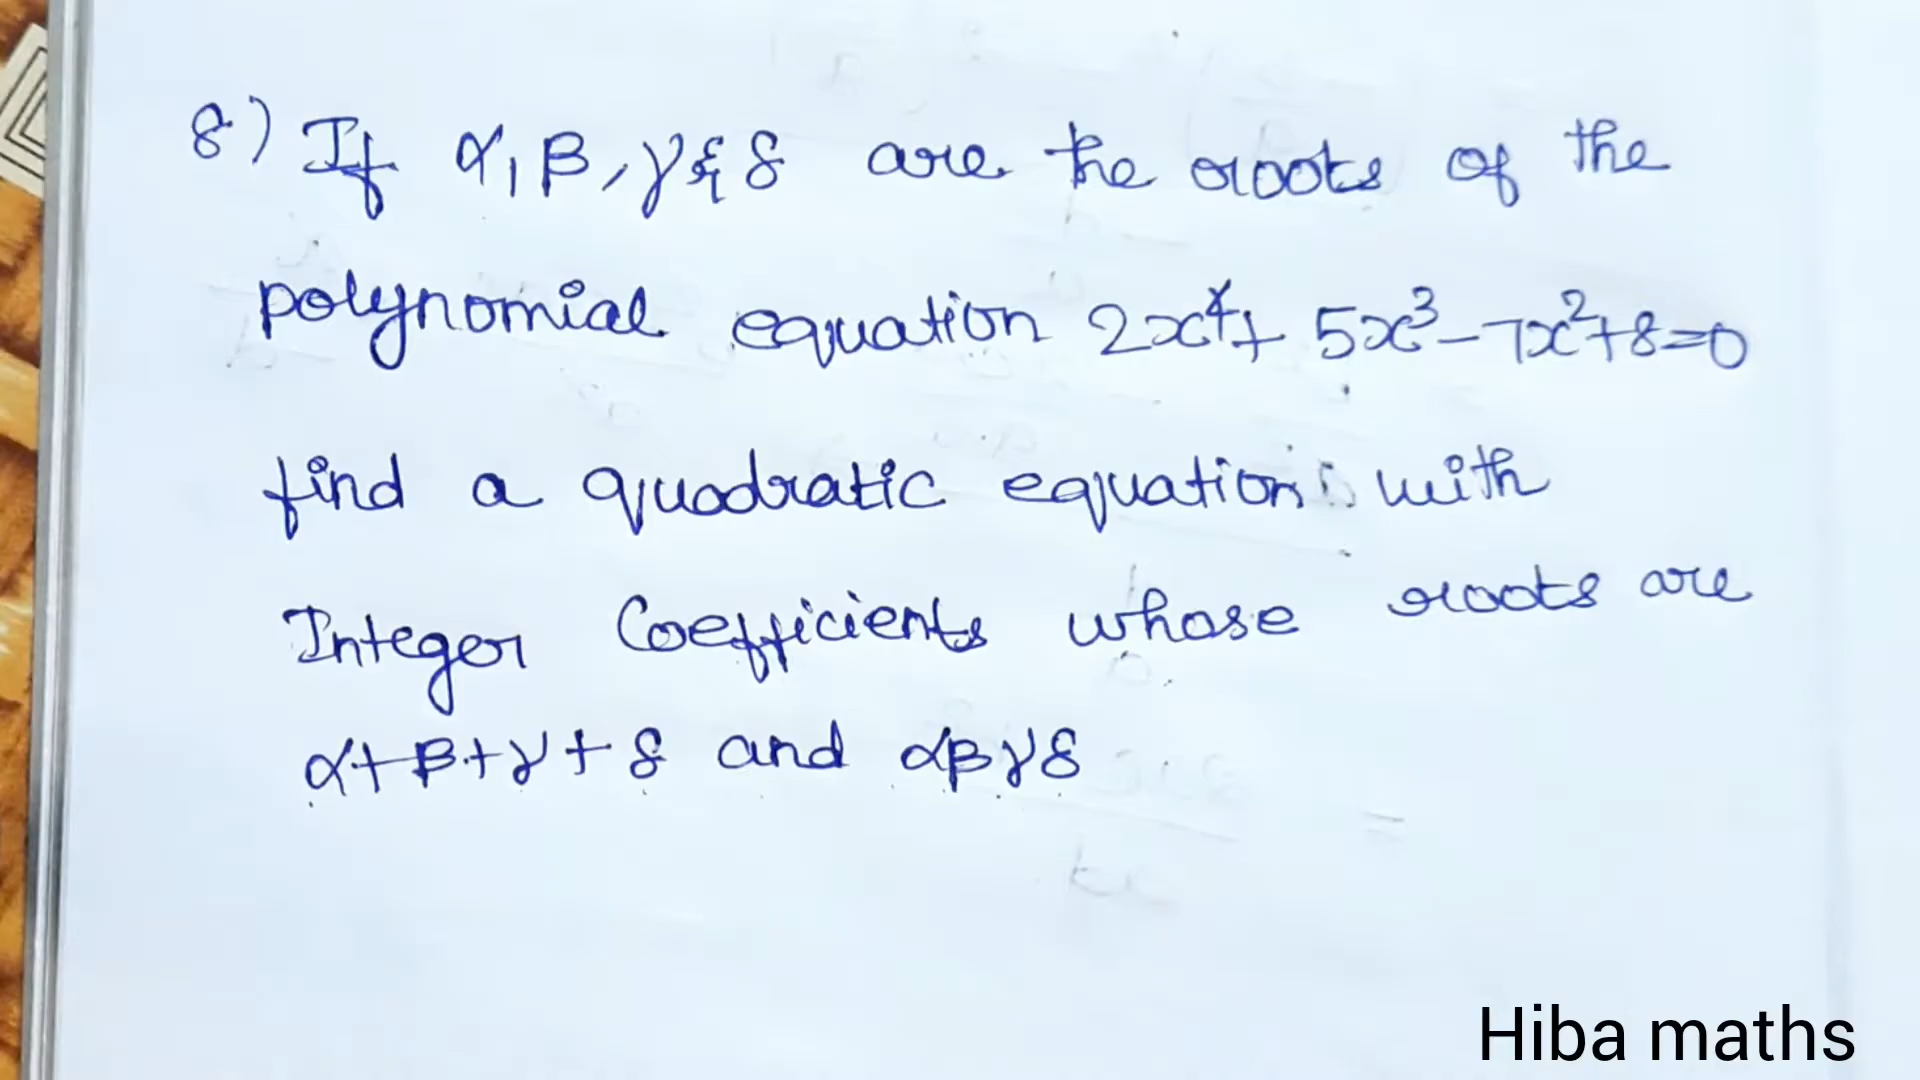 8) If α, β, γ & δ are the roots of the
polynomial equation 2x⁴+ 5x³-7x²+8=0
find a quadratic equation with
Integer Coefficients whose roots are
α+β+γ+δ and αβγδ
Hiba maths